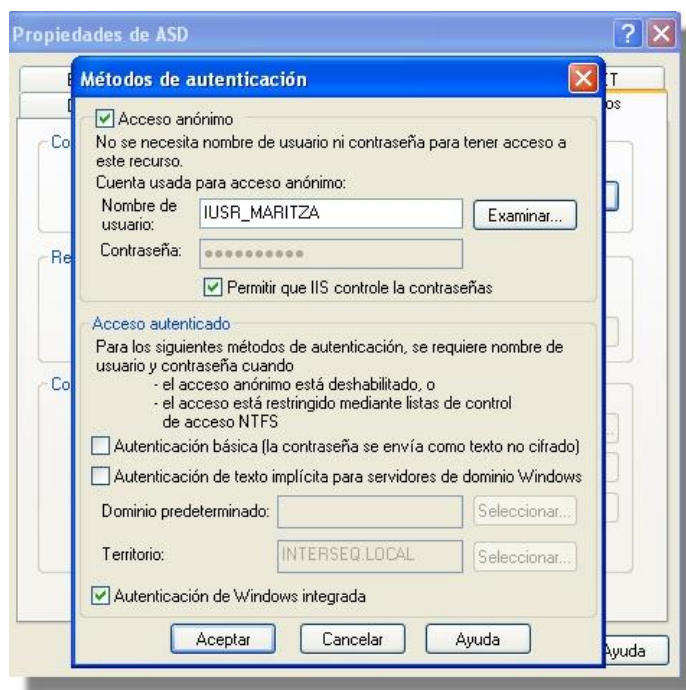 Propiedades de ASD
Métodos de autenticación
Acceso anónimo
No se necesita nombre de usuario ni contraseña para tener acceso a
este recurso.
Cuenta usada para acceso anónimo:
Nombre de
usuario:
IUSR_MARITZA
Examinar...
Contraseña:
Permitir que IIS controle la contraseñas
Acceso autenticado
Para los siguientes métodos de autenticación, se requiere nombre de
usuario y contraseña cuando
- el acceso anónimo está deshabilitado, o
- el acceso está restringido mediante listas de control
de acceso NTFS
Autenticación básica (la contraseña se envía como texto no cifrado)
Autenticación de texto implícita para servidores de dominio Windows
Dominio predeterminado:
Seleccionar...
Territorio:
INTERSEQ.LOCAL
Seleccionar...
Autenticación de Windows integrada
Aceptar
Cancelar
Ayuda
Ayuda